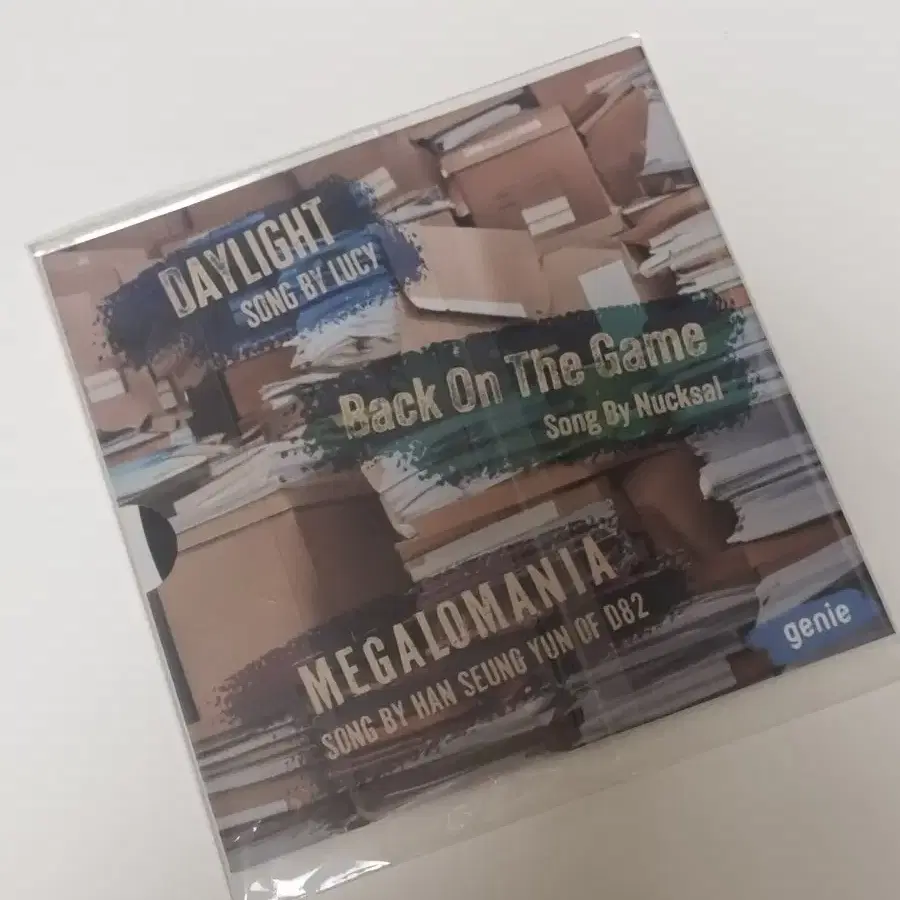 DAYLIGHT
SONG BY LUCY
Back On The Game
Song By Nucksal
MEGALOMANIA
SONG BY HAN SEUNG YUN OF D82
genie